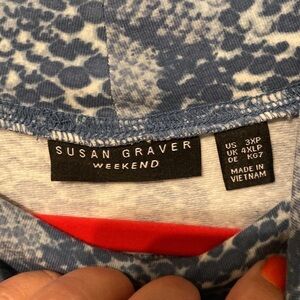 SUSAN GRAVER
WEEKEND
US 3XP
UK 4XLP
DE KG7
MADE IN
VIETNAM